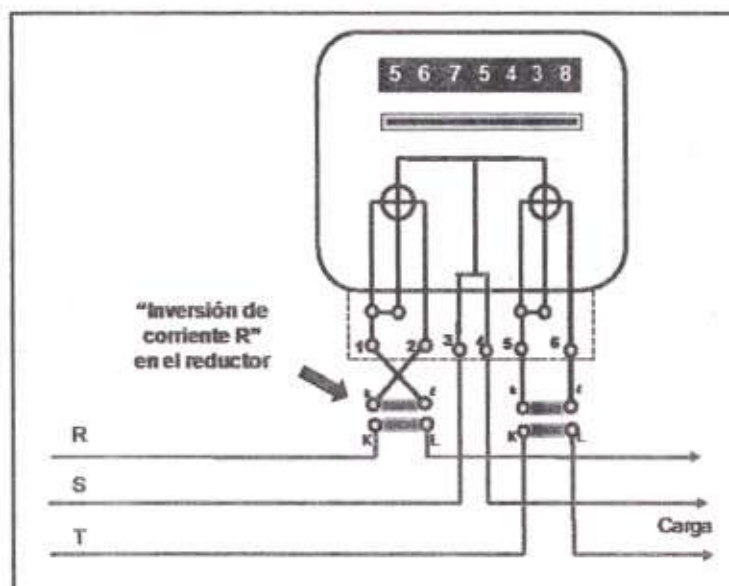 5 6 7 5 4 3 8
"Inversión de
corriente R"
en el reductor
1 2 3 4 5 6
k ℓ k ℓ
K L K L
R
S
T
Carga